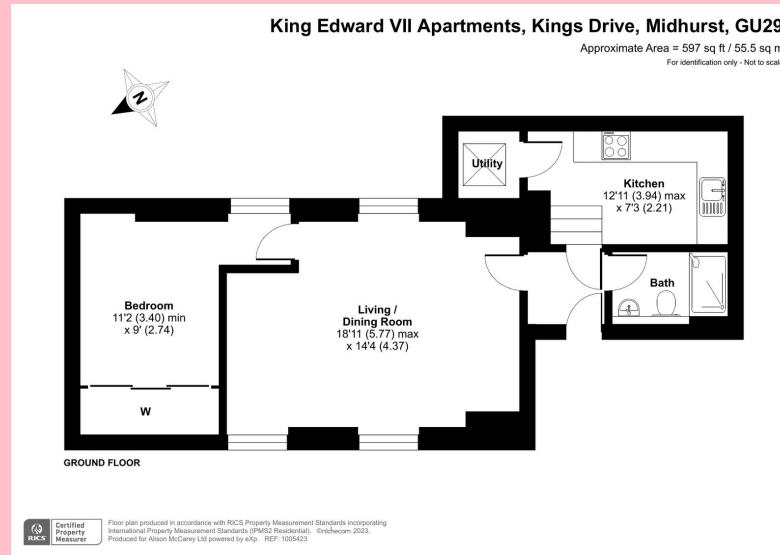 King Edward VII Apartments, Kings Drive, Midhurst, GU29
Approximate Area = 597 sq ft / 55.5 sq m
For identification only - Not to scale
N
Utility
Kitchen
12'11 (3.94) max
x 7'3 (2.21)
Bath
Bedroom
11'2 (3.40) min
x 9' (2.74)
Living /
Dining Room
18'11 (5.77) max
x 14'4 (4.37)
W
GROUND FLOOR
RICS
Certified
Property
Measurer
Floor plan produced in accordance with RICS Property Measurement Standards incorporating
International Property Measurement Standards (IPMS2 Residential). ©nichecom 2023.
Produced for Alison McCarey Ltd powered by eXp. REF: 1005423